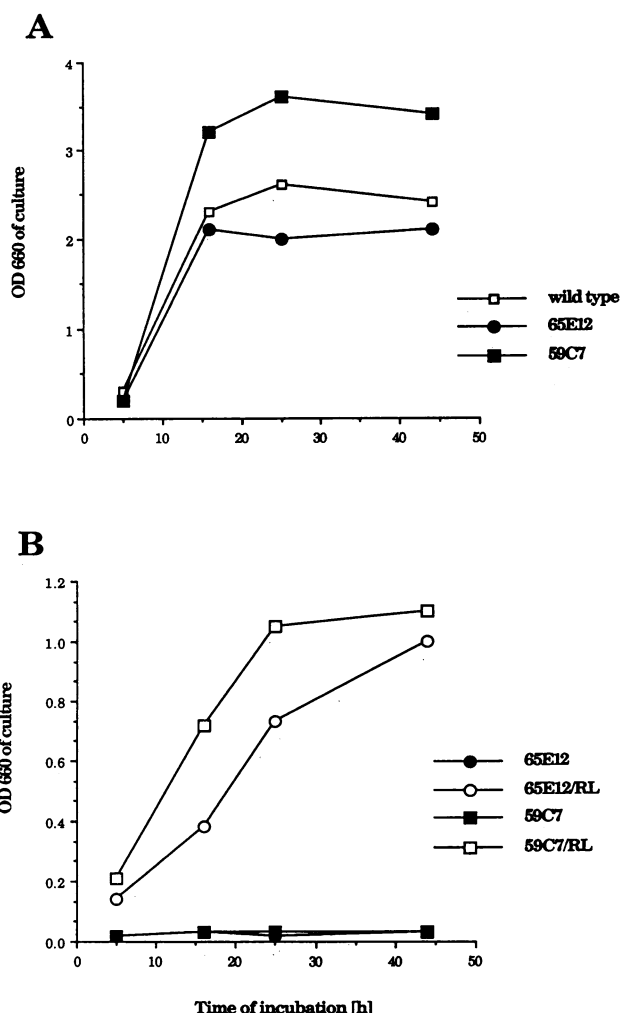 A
4
3
2
1
0
OD 660 of culture
0 10 20 30 40 50
wild type
65E12
59C7
B
1.2
1.0
0.8
0.6
0.4
0.2
0.0
OD 660 of culture
0 10 20 30 40 50
65E12
65E12/RL
59C7
59C7/RL
Time of incubation [h]